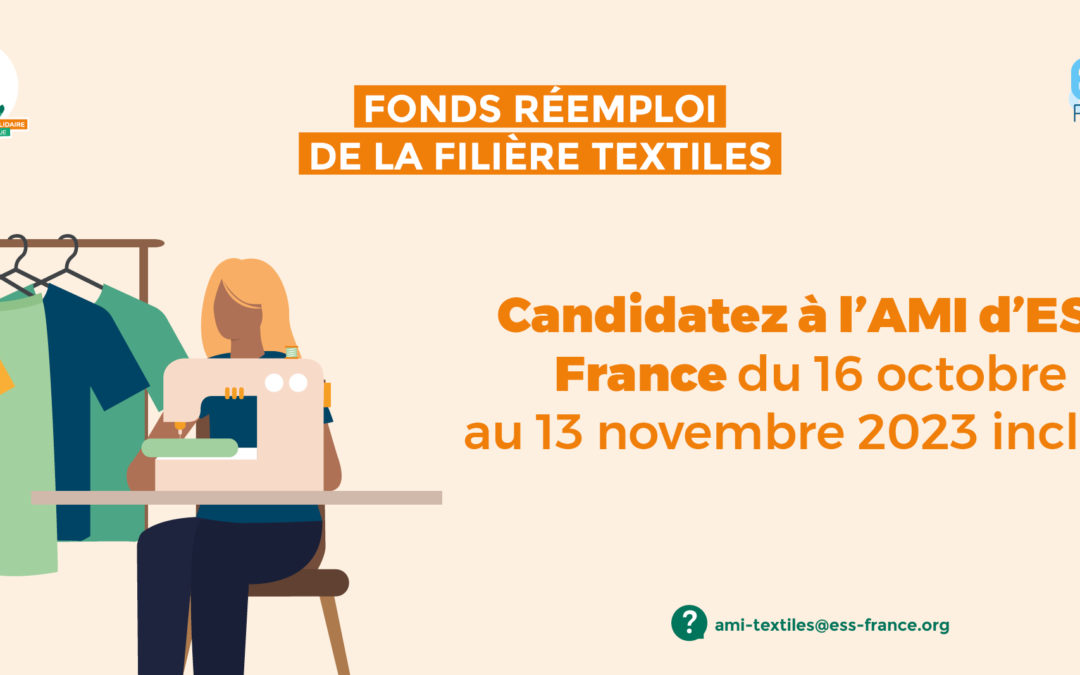 FONDS RÉEMPLOI
DE LA FILIÈRE TEXTILES
Candidatez à l'AMI d'ES
France du 16 octobre
au 13 novembre 2023 incl
? ami-textiles@ess-france.org